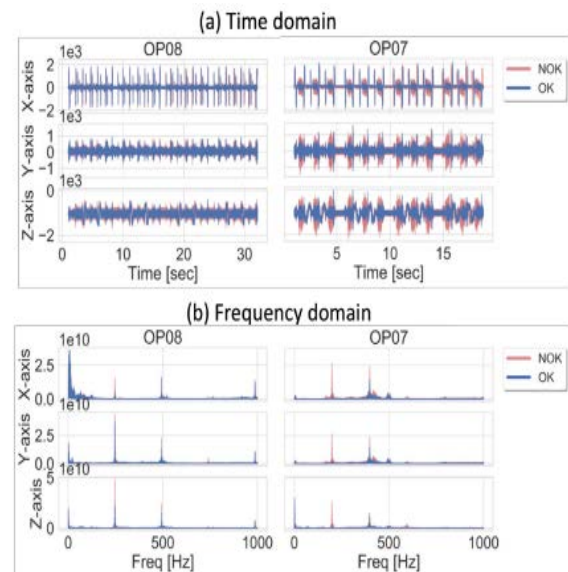 (a) Time domain
OP08 OP07
1e3
X-axis
2
0
−2
1e3
Y-axis
1
0
−1
1e3
Z-axis
0
−2
0 10 20 30
Time [sec]
5 10 15
Time [sec]
NOK
OK
(b) Frequency domain
OP08 OP07
1e10
X-axis
2.5
0.0
1e10
Y-axis
2.5
0.0
1e10
Z-axis
5
0
0 500 1000
Freq [Hz]
0 500 1000
Freq [Hz]
NOK
OK